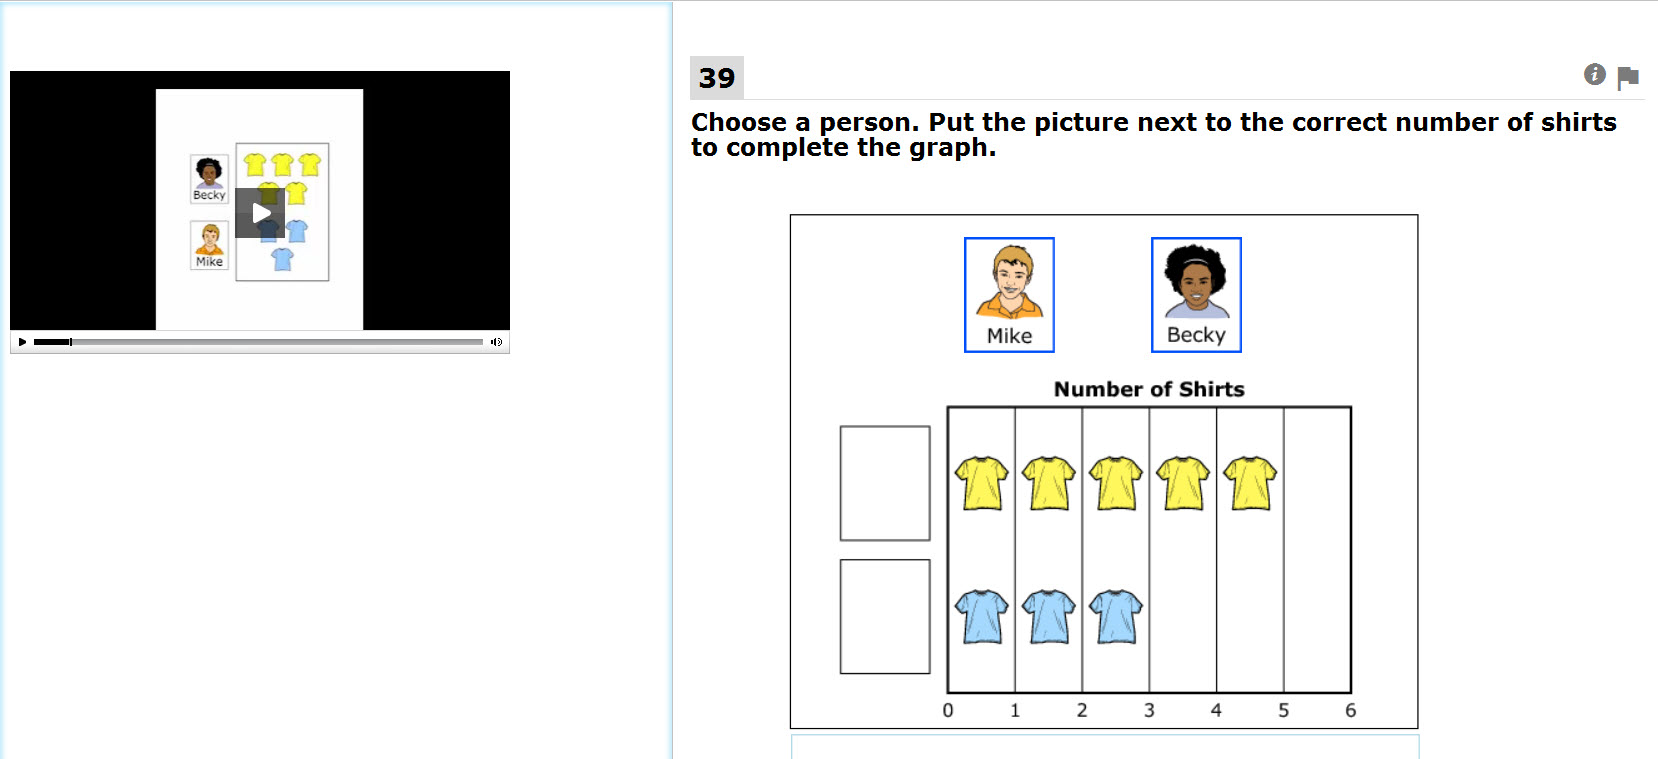 Becky
Mike
39
Choose a person. Put the picture next to the correct number of shirts
to complete the graph.
Mike
Becky
Number of Shirts
0 1 2 3 4 5 6